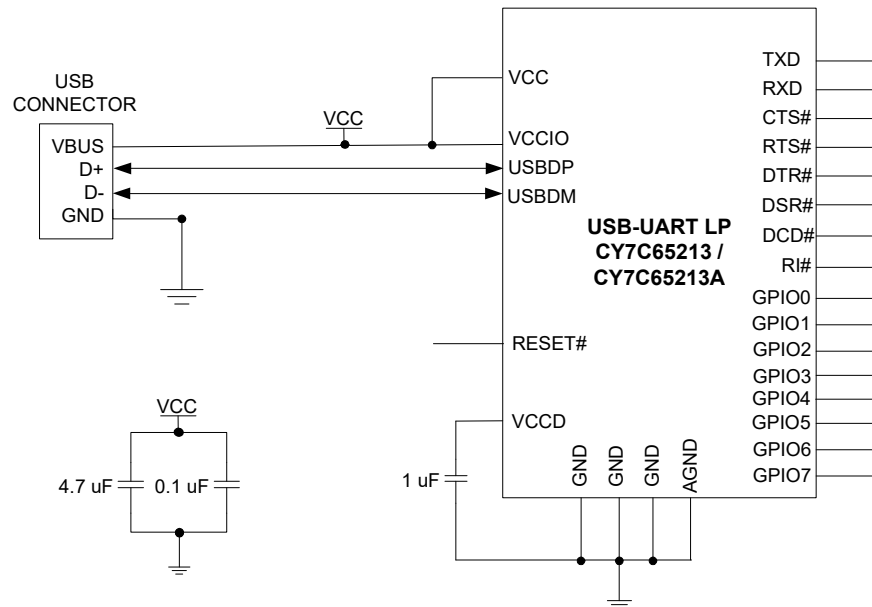 USB
CONNECTOR
VBUS
D+
D-
GND
VCC
VCC
VCCIO
USBDP
USBDM
RESET#
VCCD
USB-UART LP
CY7C65213 /
CY7C65213A
TXD
RXD
CTS#
RTS#
DTR#
DSR#
DCD#
RI#
GPIO0
GPIO1
GPIO2
GPIO3
GPIO4
GPIO5
GPIO6
GPIO7
GND
GND
GND
AGND
VCC
4.7 uF
0.1 uF
1 uF